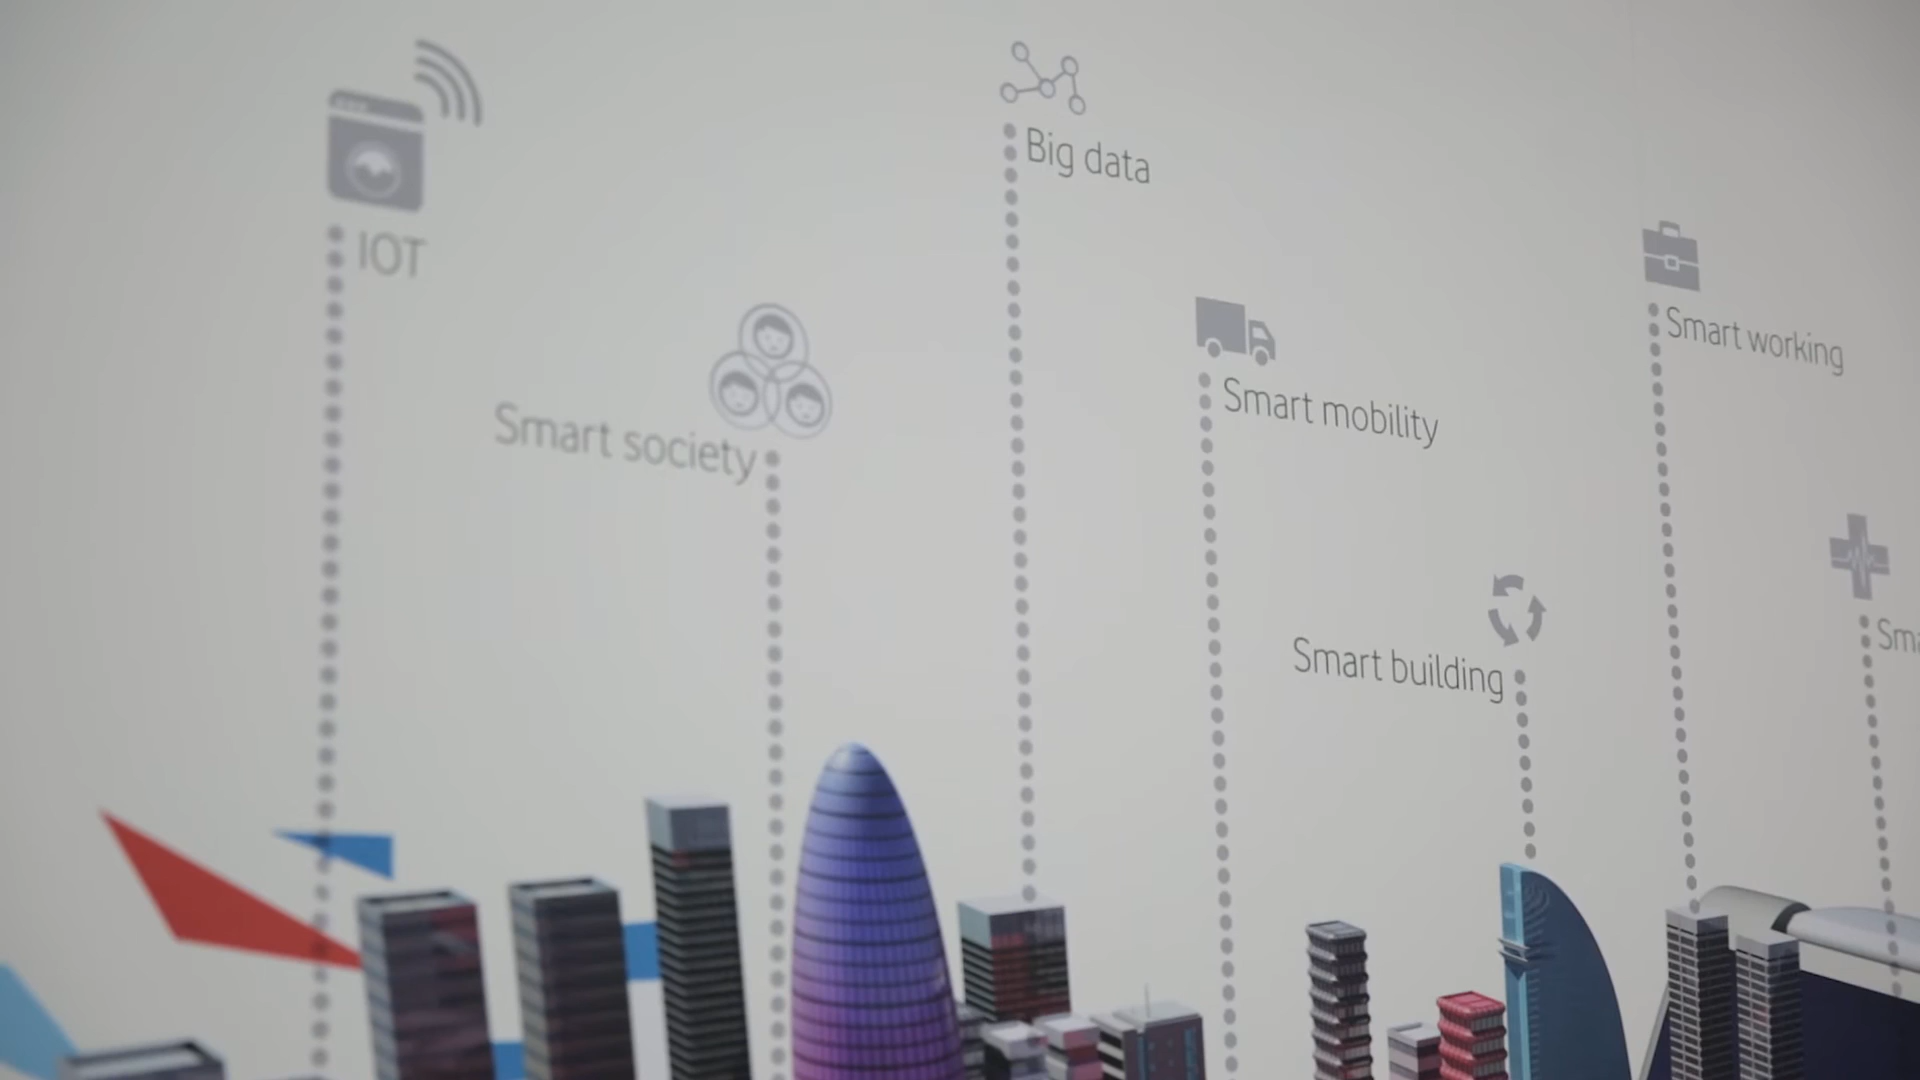 IOT
Big data
Smart society
Smart mobility
Smart working
Smart building